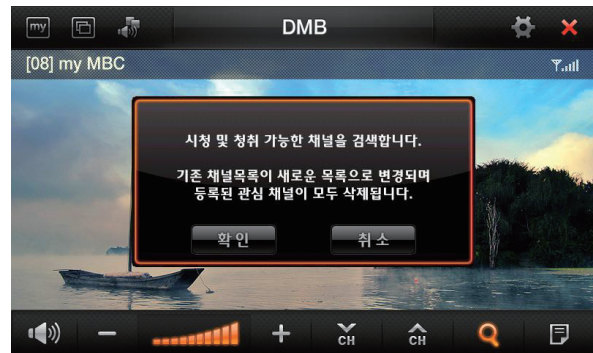 my
DMB
[08] my MBC
시청 및 청취 가능한 채널을 검색합니다.
기존 채널목록이 새로운 목록으로 변경되며
등록된 관심 채널이 모두 삭제됩니다.
확인
취소
CH
CH